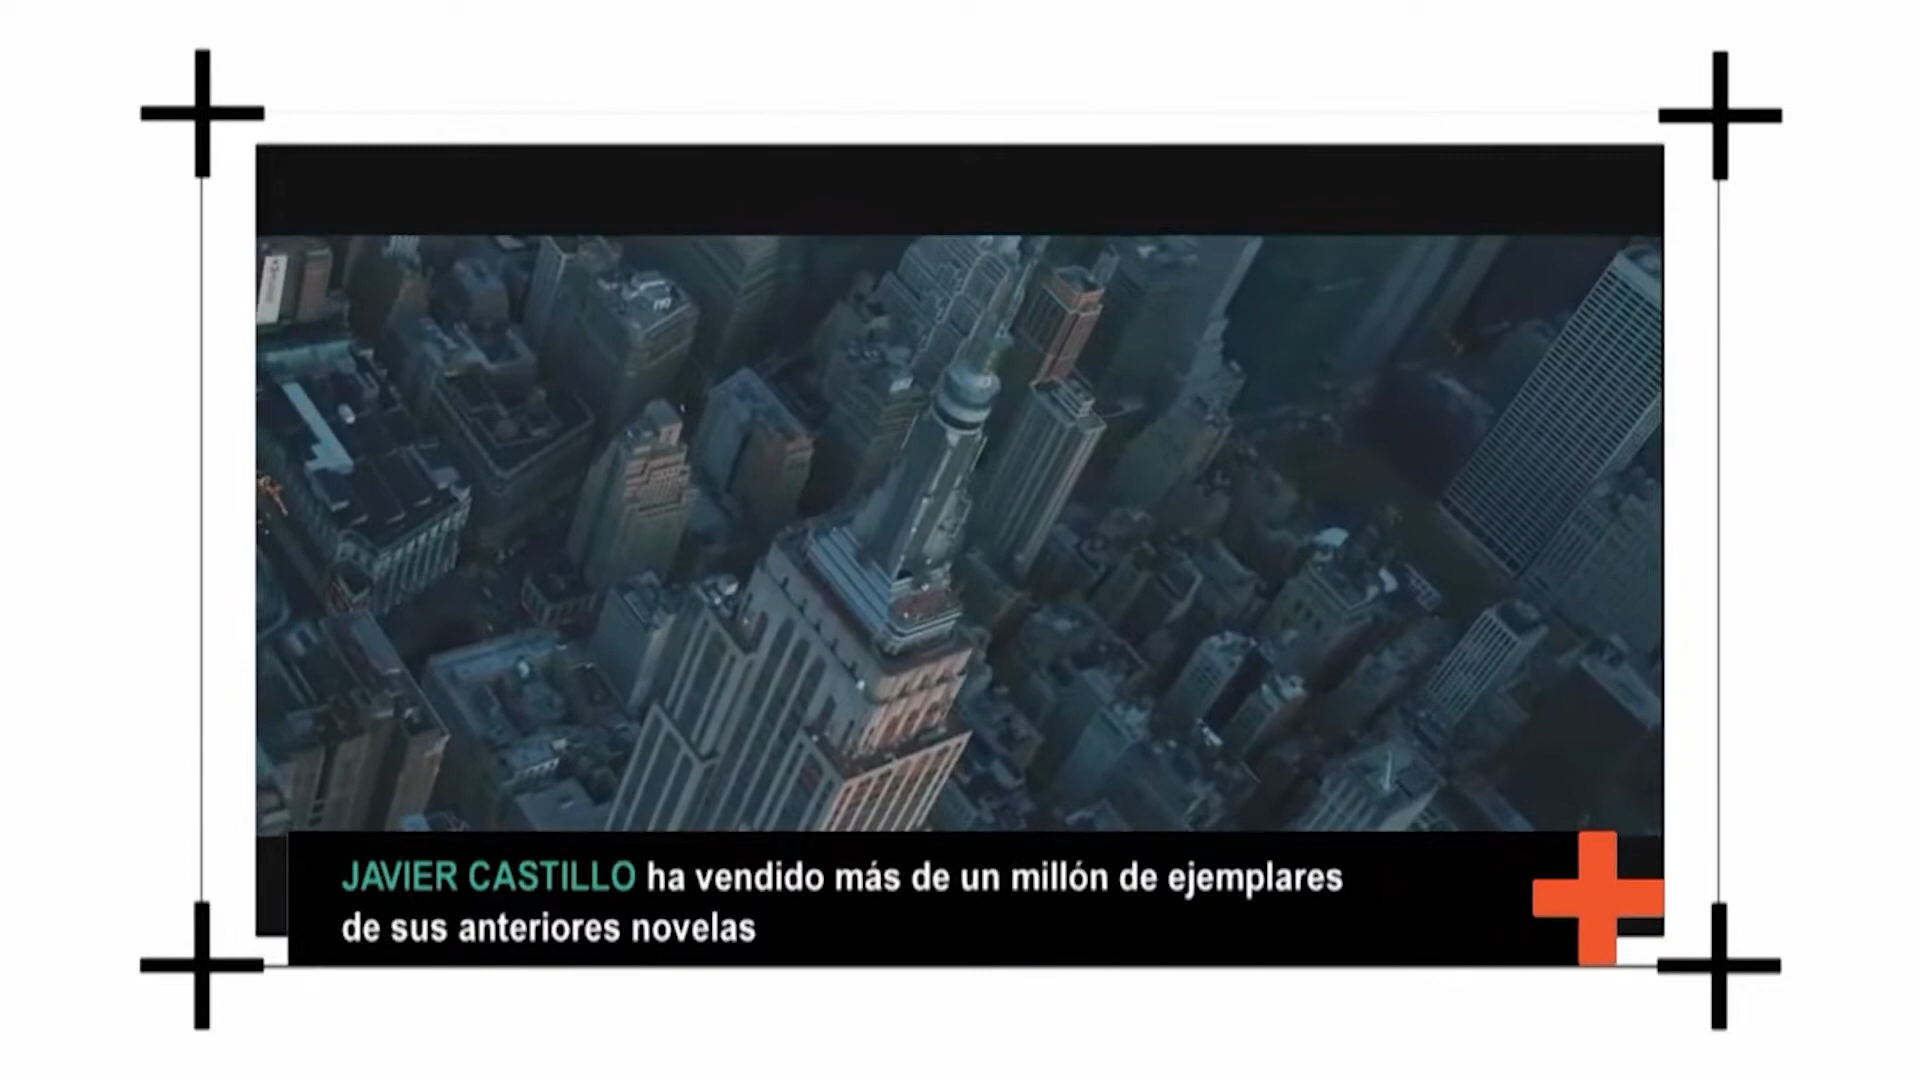 JAVIER CASTILLO ha vendido más de un millón de ejemplares
de sus anteriores novelas